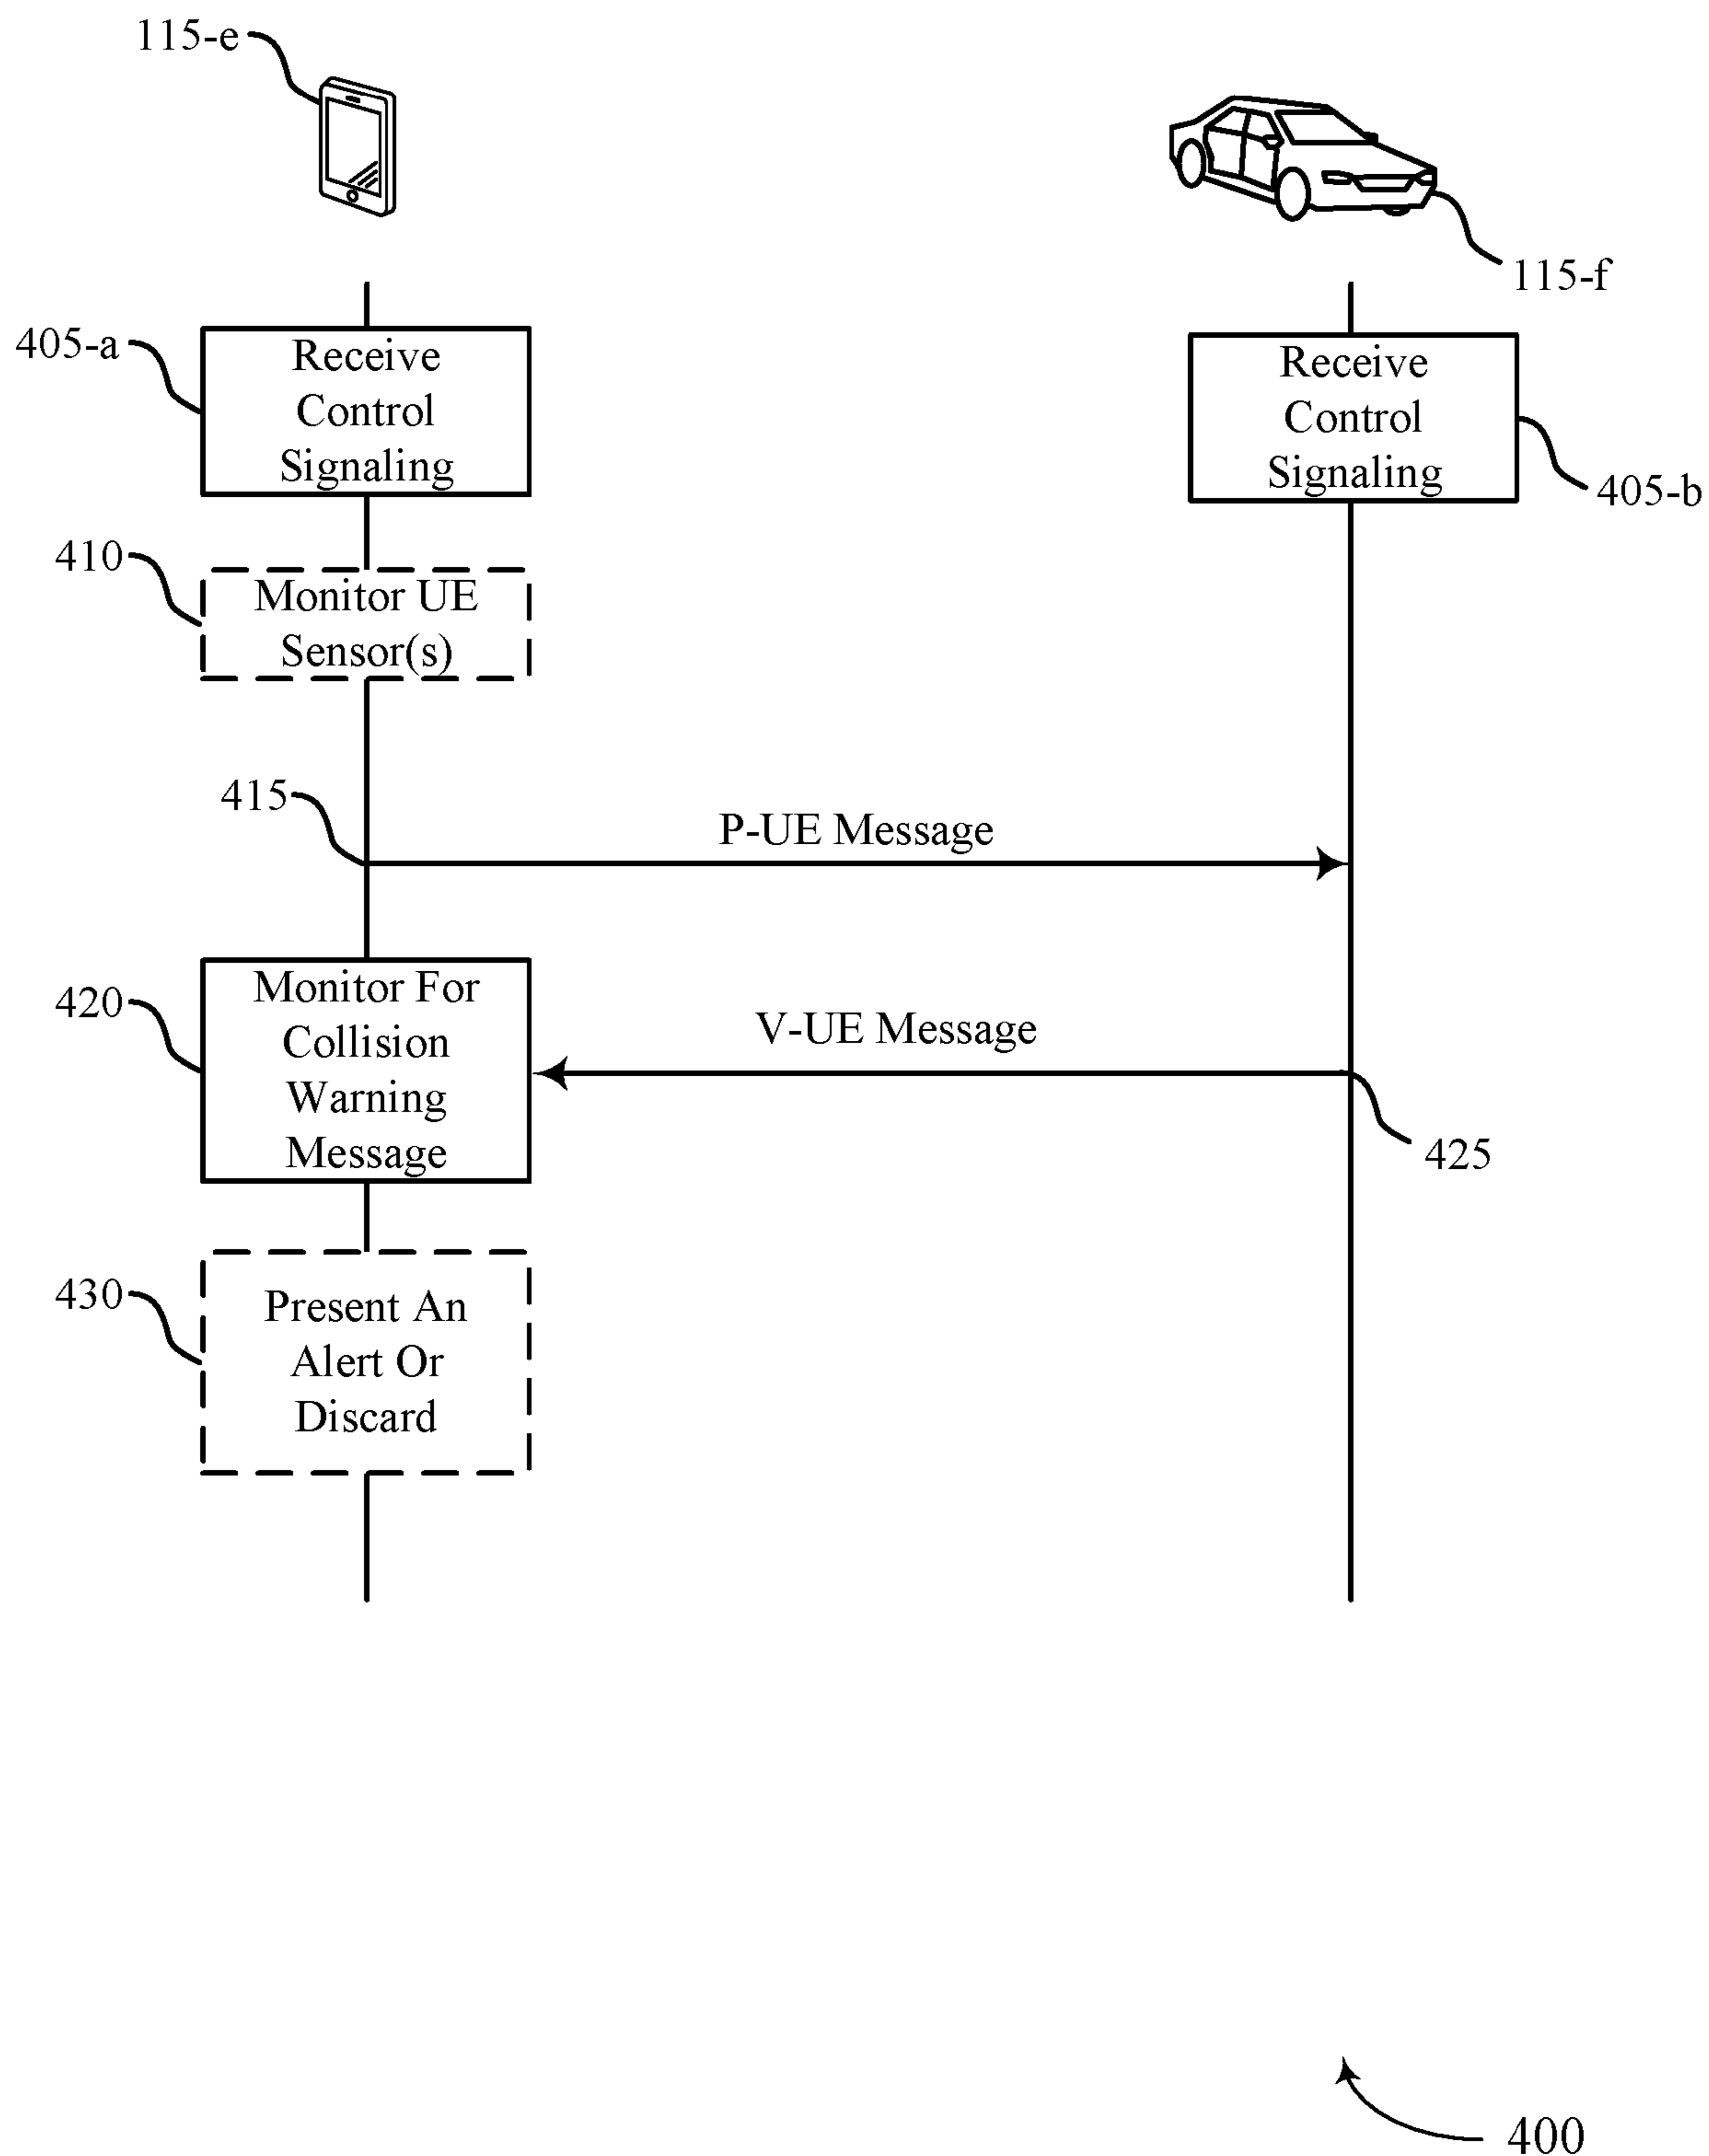 115-e
115-f
405-a
Receive
Control
Signaling
Receive
Control
Signaling
405-b
410
Monitor UE
Sensor(s)
415
P-UE Message
420
Monitor For
Collision
Warning
Message
V-UE Message
425
430
Present An
Alert Or
Discard
400